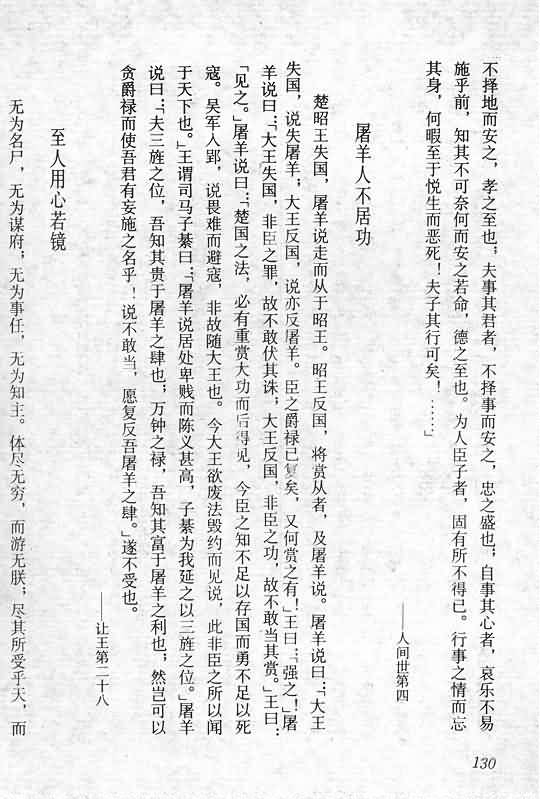 不择地而安之，孝之至也；夫事其君者，不择事而安之，忠之盛也；自事其心者，哀乐不易
施乎前，知其不可奈何而安之若命，德之至也。为人臣子者，固有所不得已。行事之情而忘
其身，何暇至于悦生而恶死！夫子其行可矣！……」
——人间世第四
屠羊人不居功
楚昭王失国，屠羊说走而从于昭王。昭王反国，将赏从者，及屠羊说。屠羊说曰：「大王
失国，说失屠羊；大王反国，说亦反屠羊。臣之爵禄已复矣，又何赏之有！」王曰：「强之！」屠
羊说曰：「大王失国，非臣之罪，故不敢伏其诛；大王反国，非臣之功，故不敢当其赏。」王曰：
「见之。」屠羊说曰：「楚国之法，必有重赏大功而后得见，今臣之知不足以存国而勇不足以死
寇。吴军入郢，说畏难而避寇，非故随大王也。今大王欲废法毁约而见说，此非臣之所以闻
于天下也。」王谓司马子綦曰：「屠羊说居处卑贱而陈义甚高，子綦为我延之以三旌之位。」屠羊
说曰：「夫三旌之位，吾知其贵于屠羊之肆也；万钟之禄，吾知其富于屠羊之利也；然岂可以
贪爵禄而使吾君有妄施之名乎！说不敢当，愿复反吾屠羊之肆。」遂不受也。
——让王第二十八
至人用心若镜
无为名尸，无为谋府；无为事任，无为知主。体尽无穷，而游无朕；尽其所受乎天，而
130